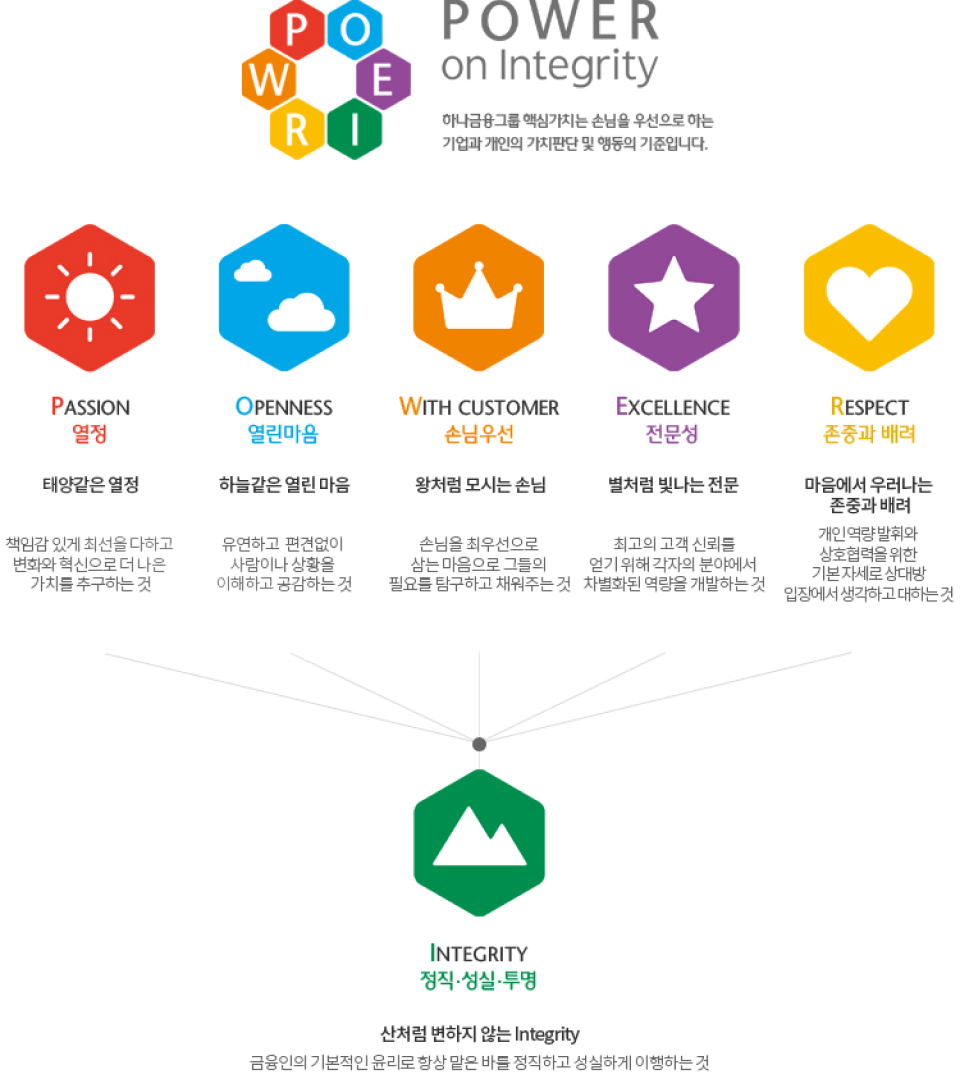 P O
W E
R I
POWER
on Integrity
하나금융그룹 핵심가치는 손님을 우선으로 하는
기업과 개인의 가치판단 및 행동의 기준입니다.
PASSION
열정
태양같은 열정
책임감 있게 최선을 다하고
변화와 혁신으로 더 나은
가치를 추구하는 것
OPENNESS
열린마음
하늘같은 열린 마음
유연하고 편견없이
사람이나 상황을
이해하고 공감하는 것
WITH CUSTOMER
손님우선
왕처럼 모시는 손님
손님을 최우선으로
삼는 마음으로 그들의
필요를 탐구하고 채워주는 것
EXCELLENCE
전문성
별처럼 빛나는 전문
최고의 고객 신뢰를
얻기 위해 각자의 분야에서
차별화된 역량을 개발하는 것
RESPECT
존중과 배려
마음에서 우러나는
존중과 배려
개인 역량 발휘와
상호협력을 위한
기본 자세로 상대방
입장에서 생각하고 대하는 것
INTEGRITY
정직·성실·투명
산처럼 변하지 않는 Integrity
금융인의 기본적인 윤리로 항상 맡은 바를 정직하고 성실하게 이행하는 것